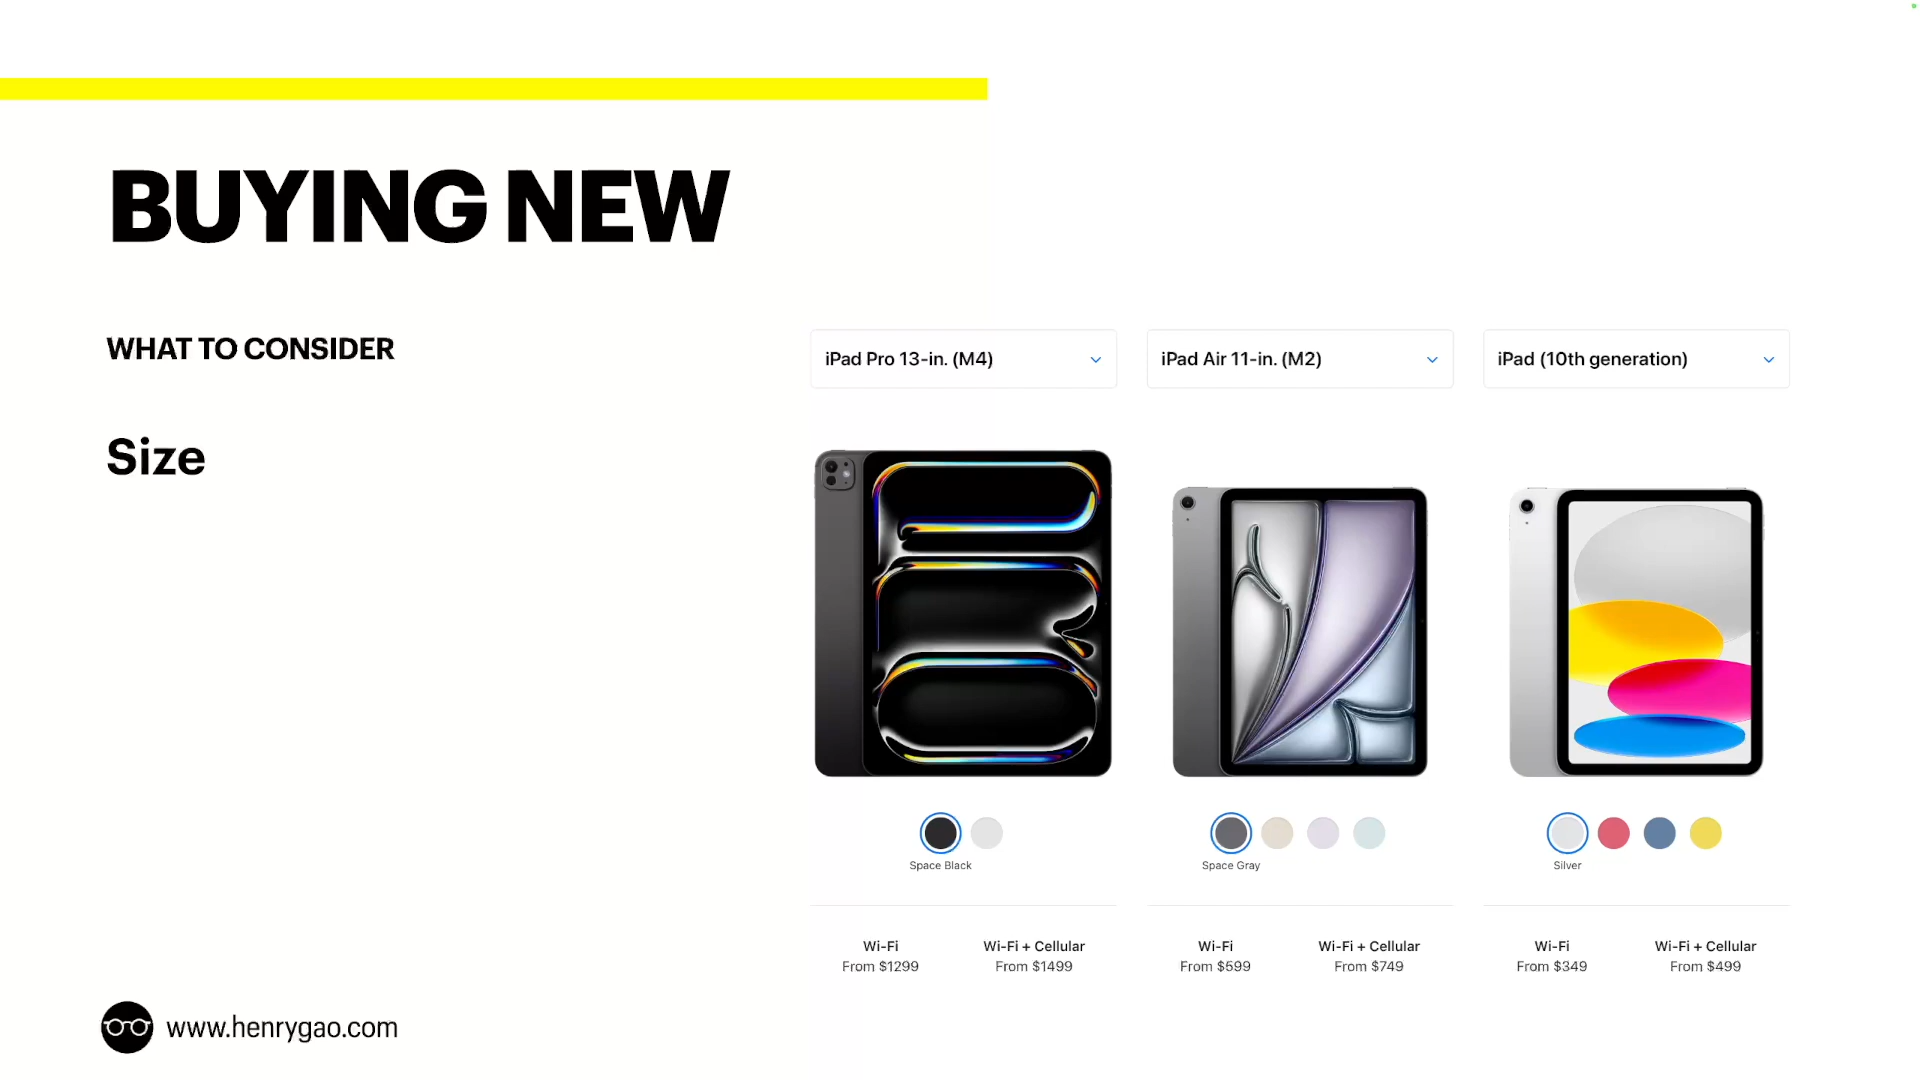 BUYING NEW
WHAT TO CONSIDER
Size
iPad Pro 13-in. (M4)
iPad Air 11-in. (M2)
iPad (10th generation)
Space Black
Space Gray
Silver
Wi-Fi
From $1299
Wi-Fi + Cellular
From $1499
Wi-Fi
From $599
Wi-Fi + Cellular
From $749
Wi-Fi
From $349
Wi-Fi + Cellular
From $499
www.henrygao.com